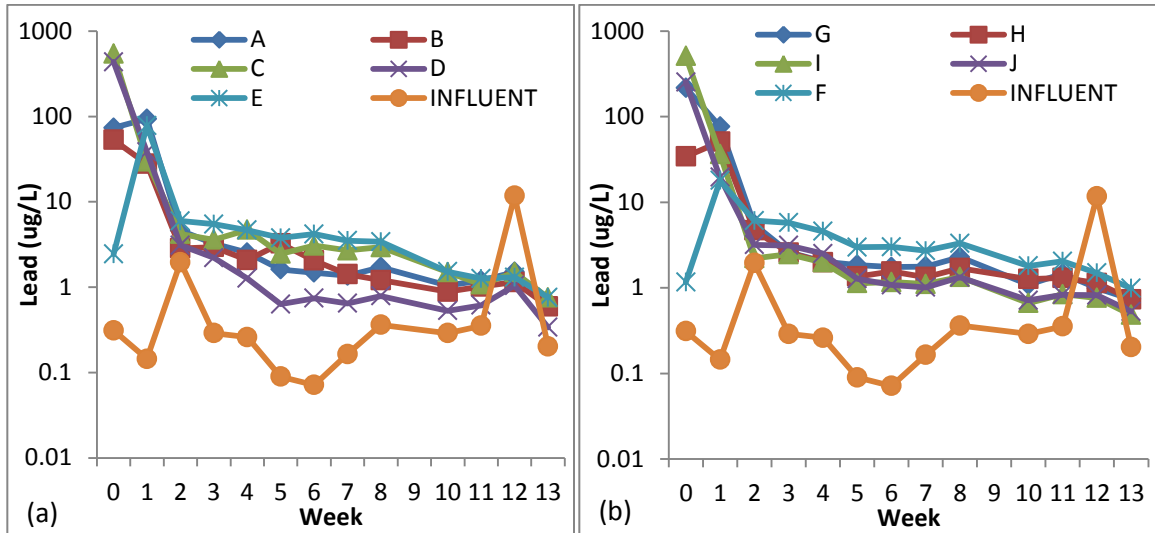 1000
100
10
1
0.1
0.01
Lead (ug/L)
A B
C D
E INFLUENT
0 1 2 3 4 5 6 7 8 9 10 11 12 13
Week
(a)
1000
100
10
1
0.1
0.01
Lead (ug/L)
G H
I J
F INFLUENT
0 1 2 3 4 5 6 7 8 9 10 11 12 13
Week
(b)